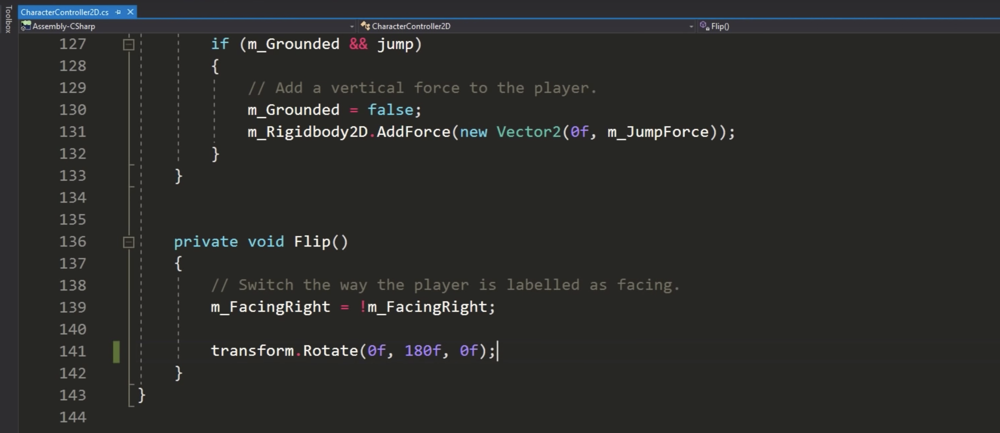 Toolbox
CharacterController2D.cs
Assembly-CSharp CharacterController2D Flip()
127 if (m_Grounded && jump)
128 {
129 // Add a vertical force to the player.
130 m_Grounded = false;
131 m_Rigidbody2D.AddForce(new Vector2(0f, m_JumpForce));
132 }
133 }
134
135
136 private void Flip()
137 {
138 // Switch the way the player is labelled as facing.
139 m_FacingRight = !m_FacingRight;
140
141 transform.Rotate(0f, 180f, 0f);
142 }
143 }
144